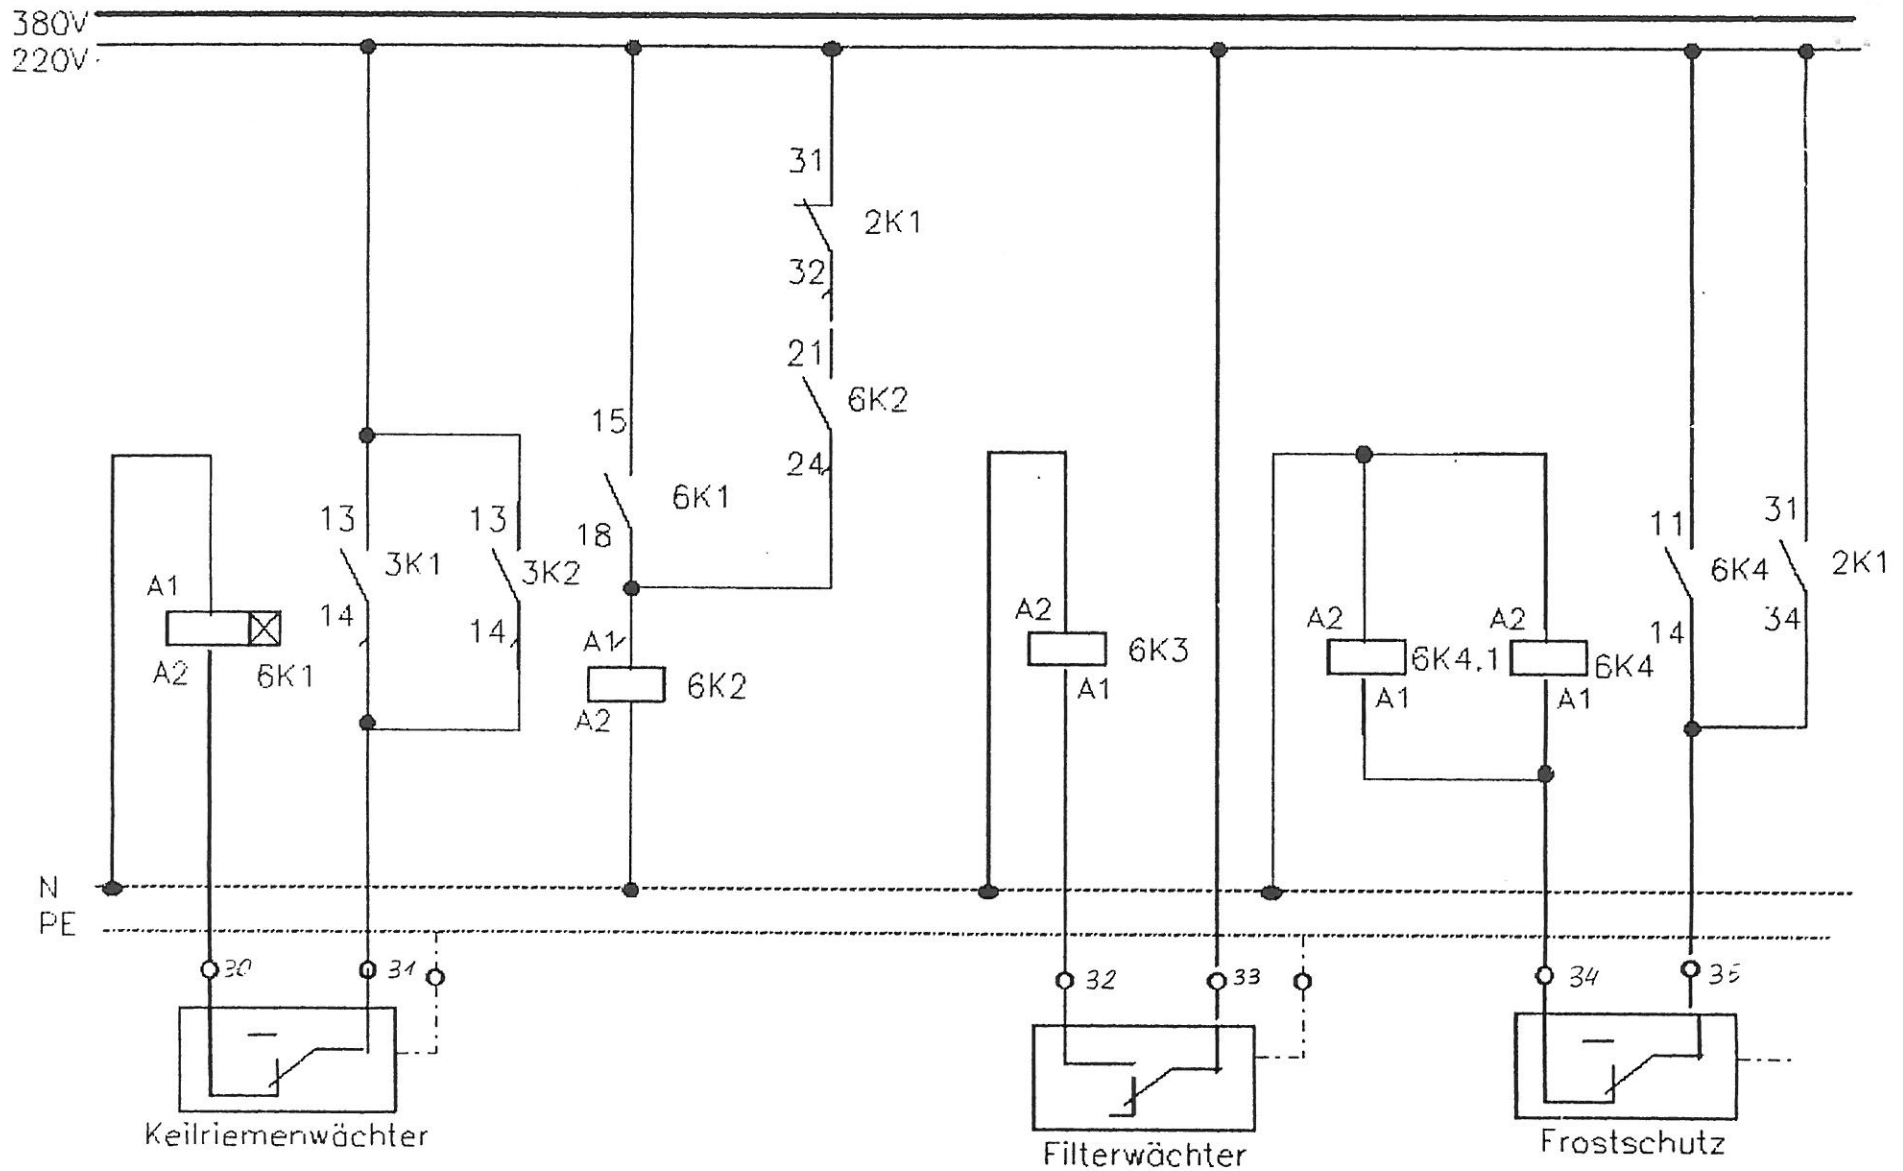 380V
220V
31
2K1
32
21
6K2
24
15
6K1
18
13
3K1
14
13
3K2
14
A1
A2
6K1
A1
6K2
A2
A2
6K3
A1
A2
6K4.1
A1
A2
6K4
A1
11
6K4
14
31
2K1
34
N
PE
30
31
32
33
34
35
Keilriemenwächter
Filterwächter
Frostschutz